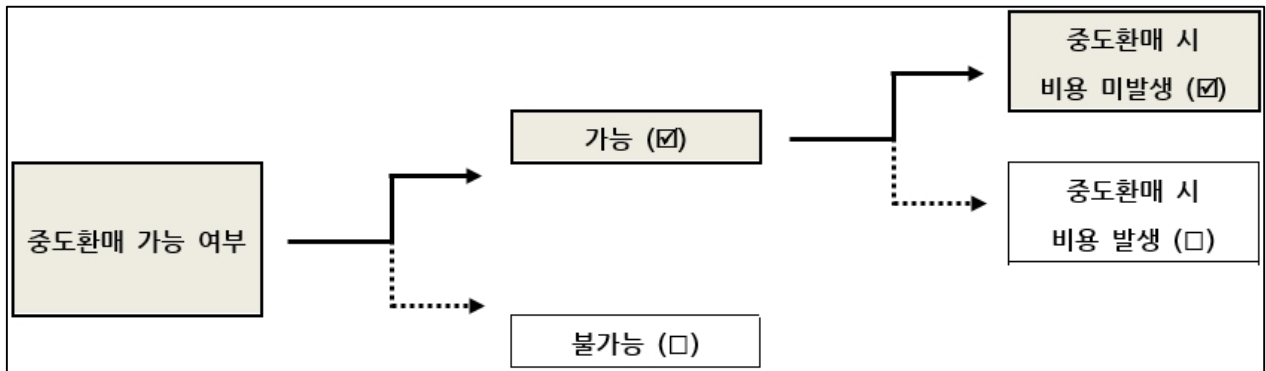 중도환매 가능 여부
가능 (☑)
불가능 (□)
중도환매 시
비용 미발생 (☑)
중도환매 시
비용 발생 (□)